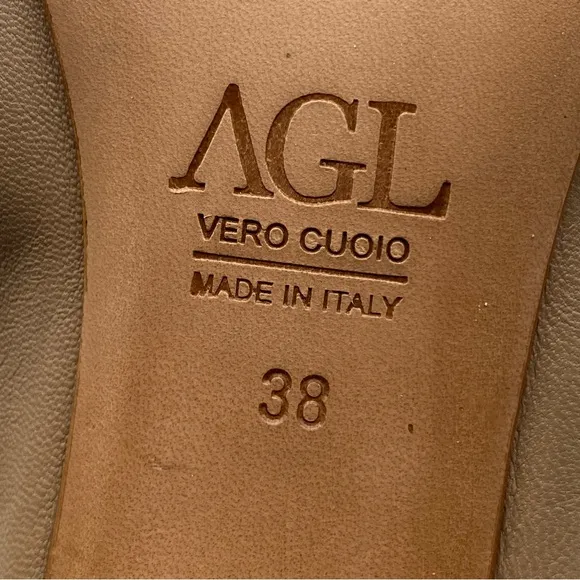 AGL
VERO CUOIO
MADE IN ITALY
38